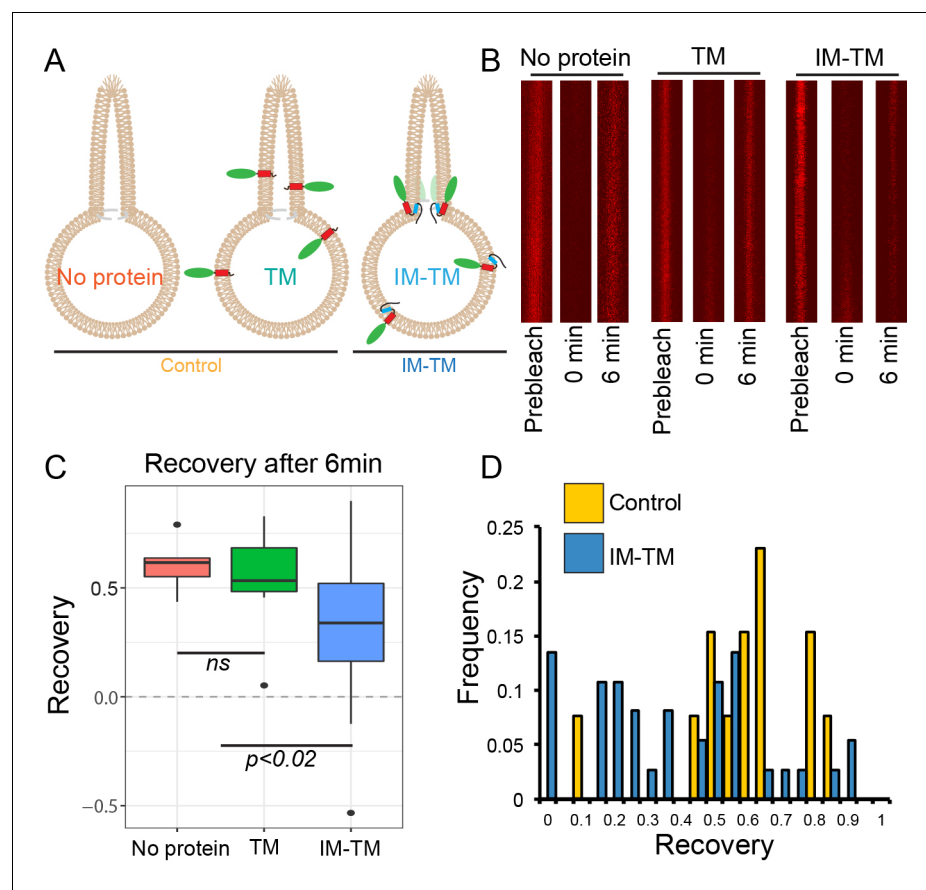 A
No protein
TM
IM-TM
Control
IM-TM
B
No protein
TM
IM-TM
Prebleach
0 min
6 min
Prebleach
0 min
6 min
Prebleach
0 min
6 min
C
Recovery after 6min
Recovery
0.5
0.0
−0.5
ns
p<0.02
No protein
TM
IM-TM
D
Control
IM-TM
Frequency
0.25
0.2
0.15
0.1
0.05
0
0 0.1 0.2 0.3 0.4 0.5 0.6 0.7 0.8 0.9 1
Recovery